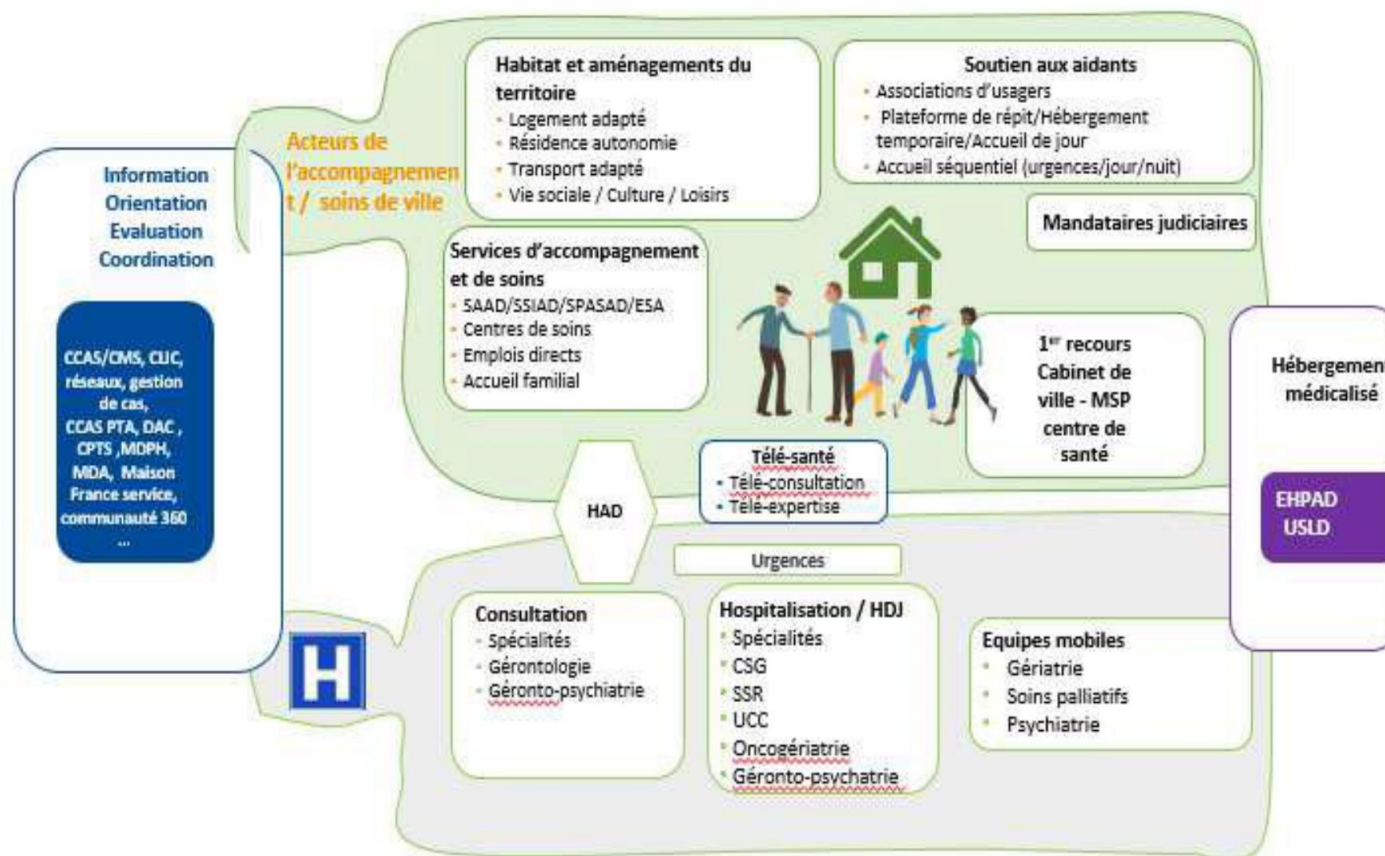 Information
Orientation
Evaluation
Coordination
CCAS/CMS, CLIC,
réseaux, gestion
de cas,
CCAS PTA, DAC ,
CPTS ,MDPH,
MDA, Maison
France service,
communauté 360
...
Acteurs de
l'accompagnemen
t / soins de ville
Habitat et aménagements du
territoire
• Logement adapté
• Résidence autonomie
• Transport adapté
• Vie sociale / Culture / Loisirs
Soutien aux aidants
• Associations d'usagers
• Plateforme de répit/Hébergement
temporaire/Accueil de jour
• Accueil séquentiel (urgences/jour/nuit)
Mandataires judiciaires
Services d'accompagnement
et de soins
• SAAD/SSIAD/SPASAD/ESA
• Centres de soins
• Emplois directs
• Accueil familial
1er recours
Cabinet de
ville - MSP
centre de
santé
Télé-santé
• Télé-consultation
• Télé-expertise
HAD
Urgences
H
Consultation
• Spécialités
• Gérontologie
• Géronto-psychiatrie
Hospitalisation / HDJ
• Spécialités
• CSG
• SSR
• UCC
• Oncogériatrie
• Géronto-psychatrie
Equipes mobiles
• Gériatrie
• Soins palliatifs
• Psychiatrie
Hébergemen
médicalisé
EHPAD
USLD